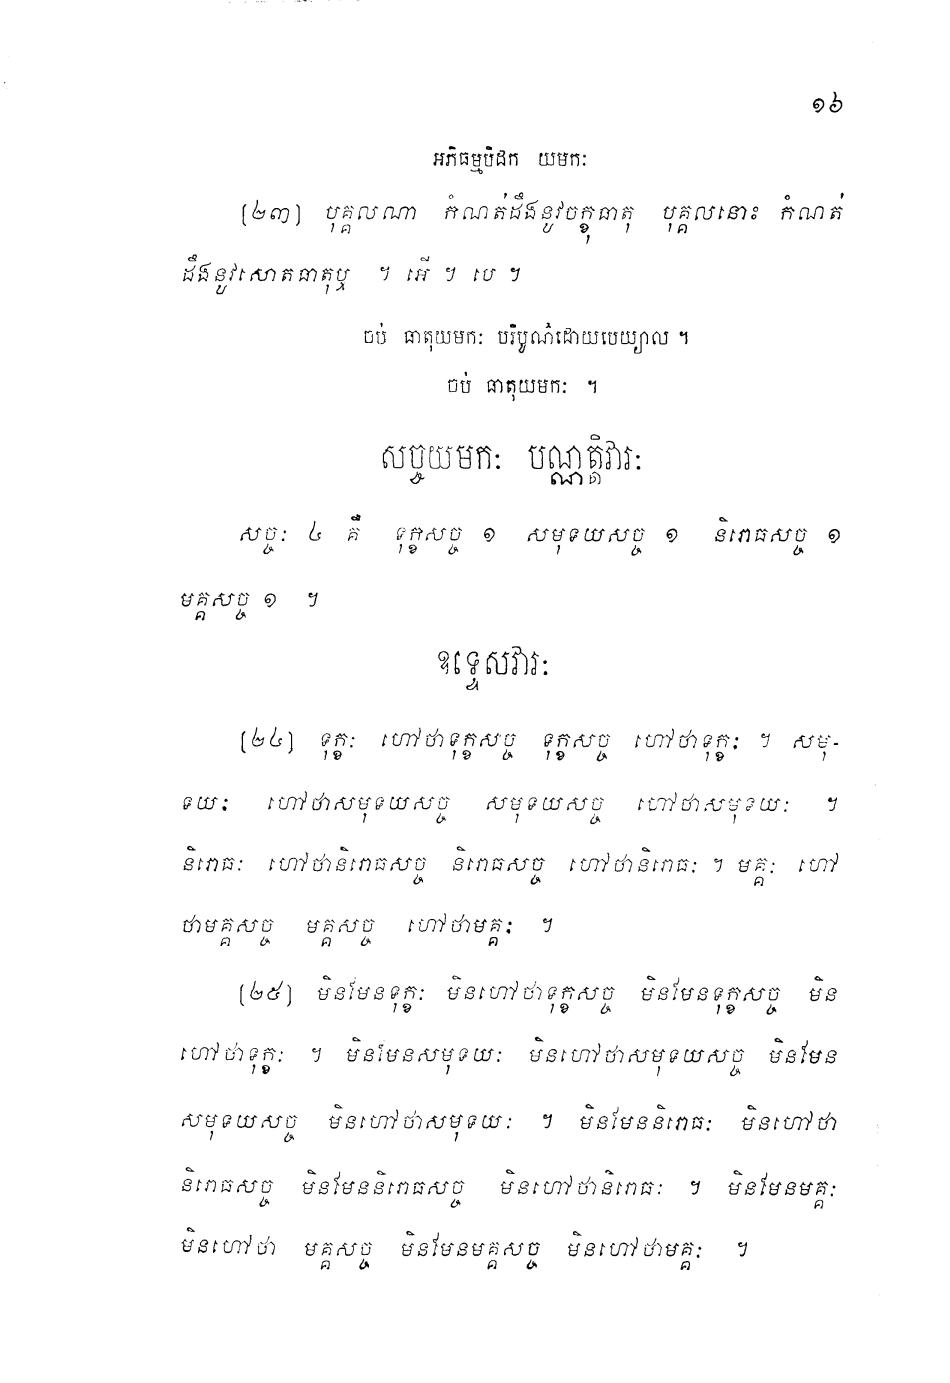 ១៦
អភិធម្មបិដក យមកៈ
(២៣) បុគ្គលណា កំណត់ដឹងនូវចក្ខុធាតុ បុគ្គលនោះ កំណត់
ដឹងនូវសោតធាតុឬ ។ អើ ។ បេ ។
ចប់ ធាតុយមកៈ បរិបូណ៌ដោយបេយ្យាល ។
ចប់ ធាតុយមកៈ ។
សច្ចយមកៈ បណ្ណត្តិវារៈ
សច្ចៈ ៤ គឺ ទុក្ខសច្ច ១ សមុទយសច្ច ១ និរោធសច្ច ១
មគ្គសច្ច ១ ។
ឧទ្ទេសវារៈ
(២៤) ទុក្ខៈ ហៅថាទុក្ខសច្ច ទុក្ខសច្ច ហៅថាទុក្ខៈ ។ សមុ-
ទយៈ ហៅថាសមុទយសច្ច សមុទយសច្ច ហៅថាសមុទយៈ ។
និរោធៈ ហៅថានិរោធសច្ច និរោធសច្ច ហៅថានិរោធៈ ។ មគ្គៈ ហៅ
ថាមគ្គសច្ច មគ្គសច្ច ហៅថាមគ្គៈ ។
(២៥) មិនមែនទុក្ខៈ មិនហៅថាទុក្ខសច្ច មិនមែនទុក្ខសច្ច មិន
ហៅថាទុក្ខៈ ។ មិនមែនសមុទយៈ មិនហៅថាសមុទយសច្ច មិនមែន
សមុទយសច្ច មិនហៅថាសមុទយៈ ។ មិនមែននិរោធៈ មិនហៅថា
និរោធសច្ច មិនមែននិរោធសច្ច មិនហៅថានិរោធៈ ។ មិនមែនមគ្គៈ
មិនហៅថា មគ្គសច្ច មិនមែនមគ្គសច្ច មិនហៅថាមគ្គៈ ។